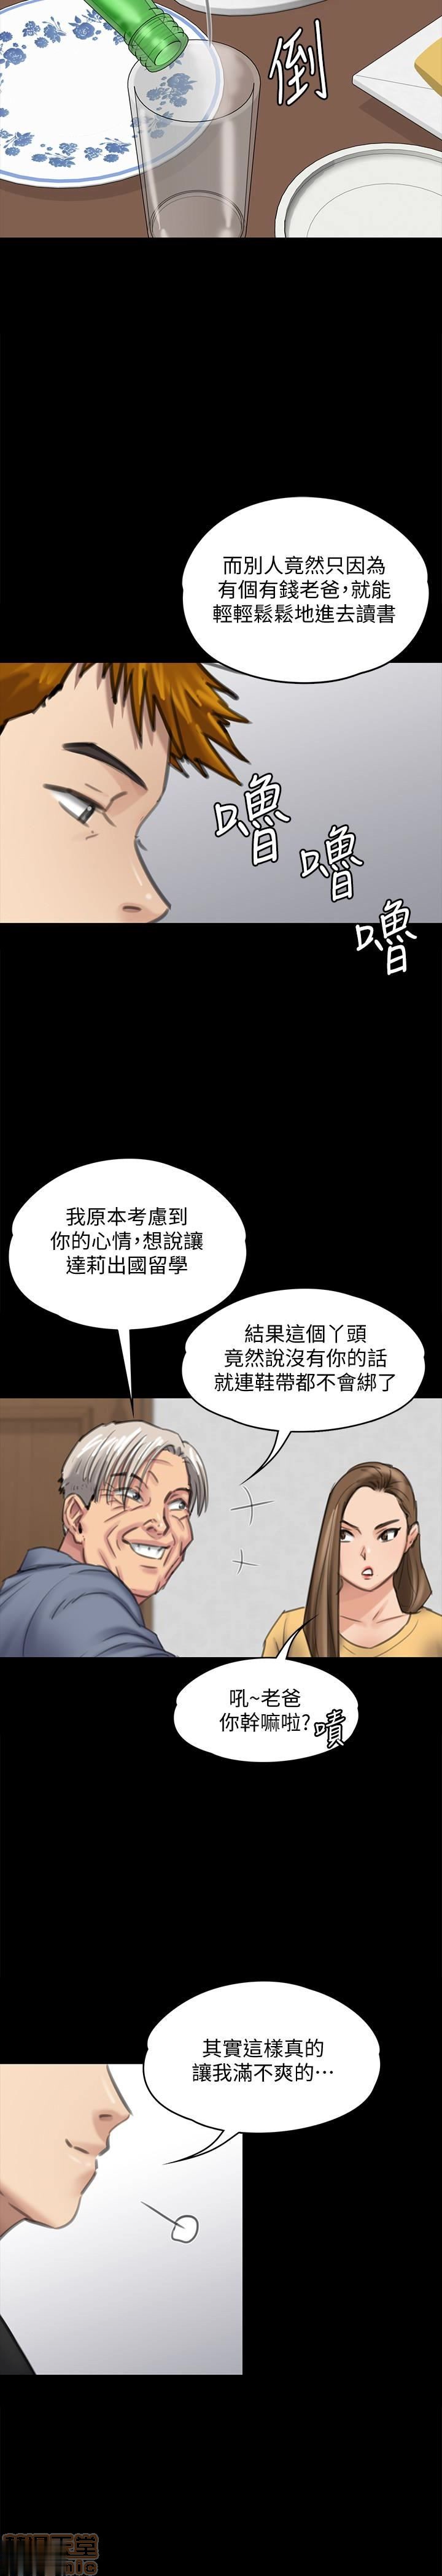 倒
而別人竟然只因為
有個有錢老爸,就能
輕輕鬆鬆地進去讀書
嚕
嚕
嚕
我原本考慮到
你的心情,想說讓
達莉出國留學
結果這個丫頭
竟然說沒有你的話
就連鞋帶都不會綁了
吼~老爸
你幹嘛啦?
嘖
其實這樣真的
讓我滿不爽的…